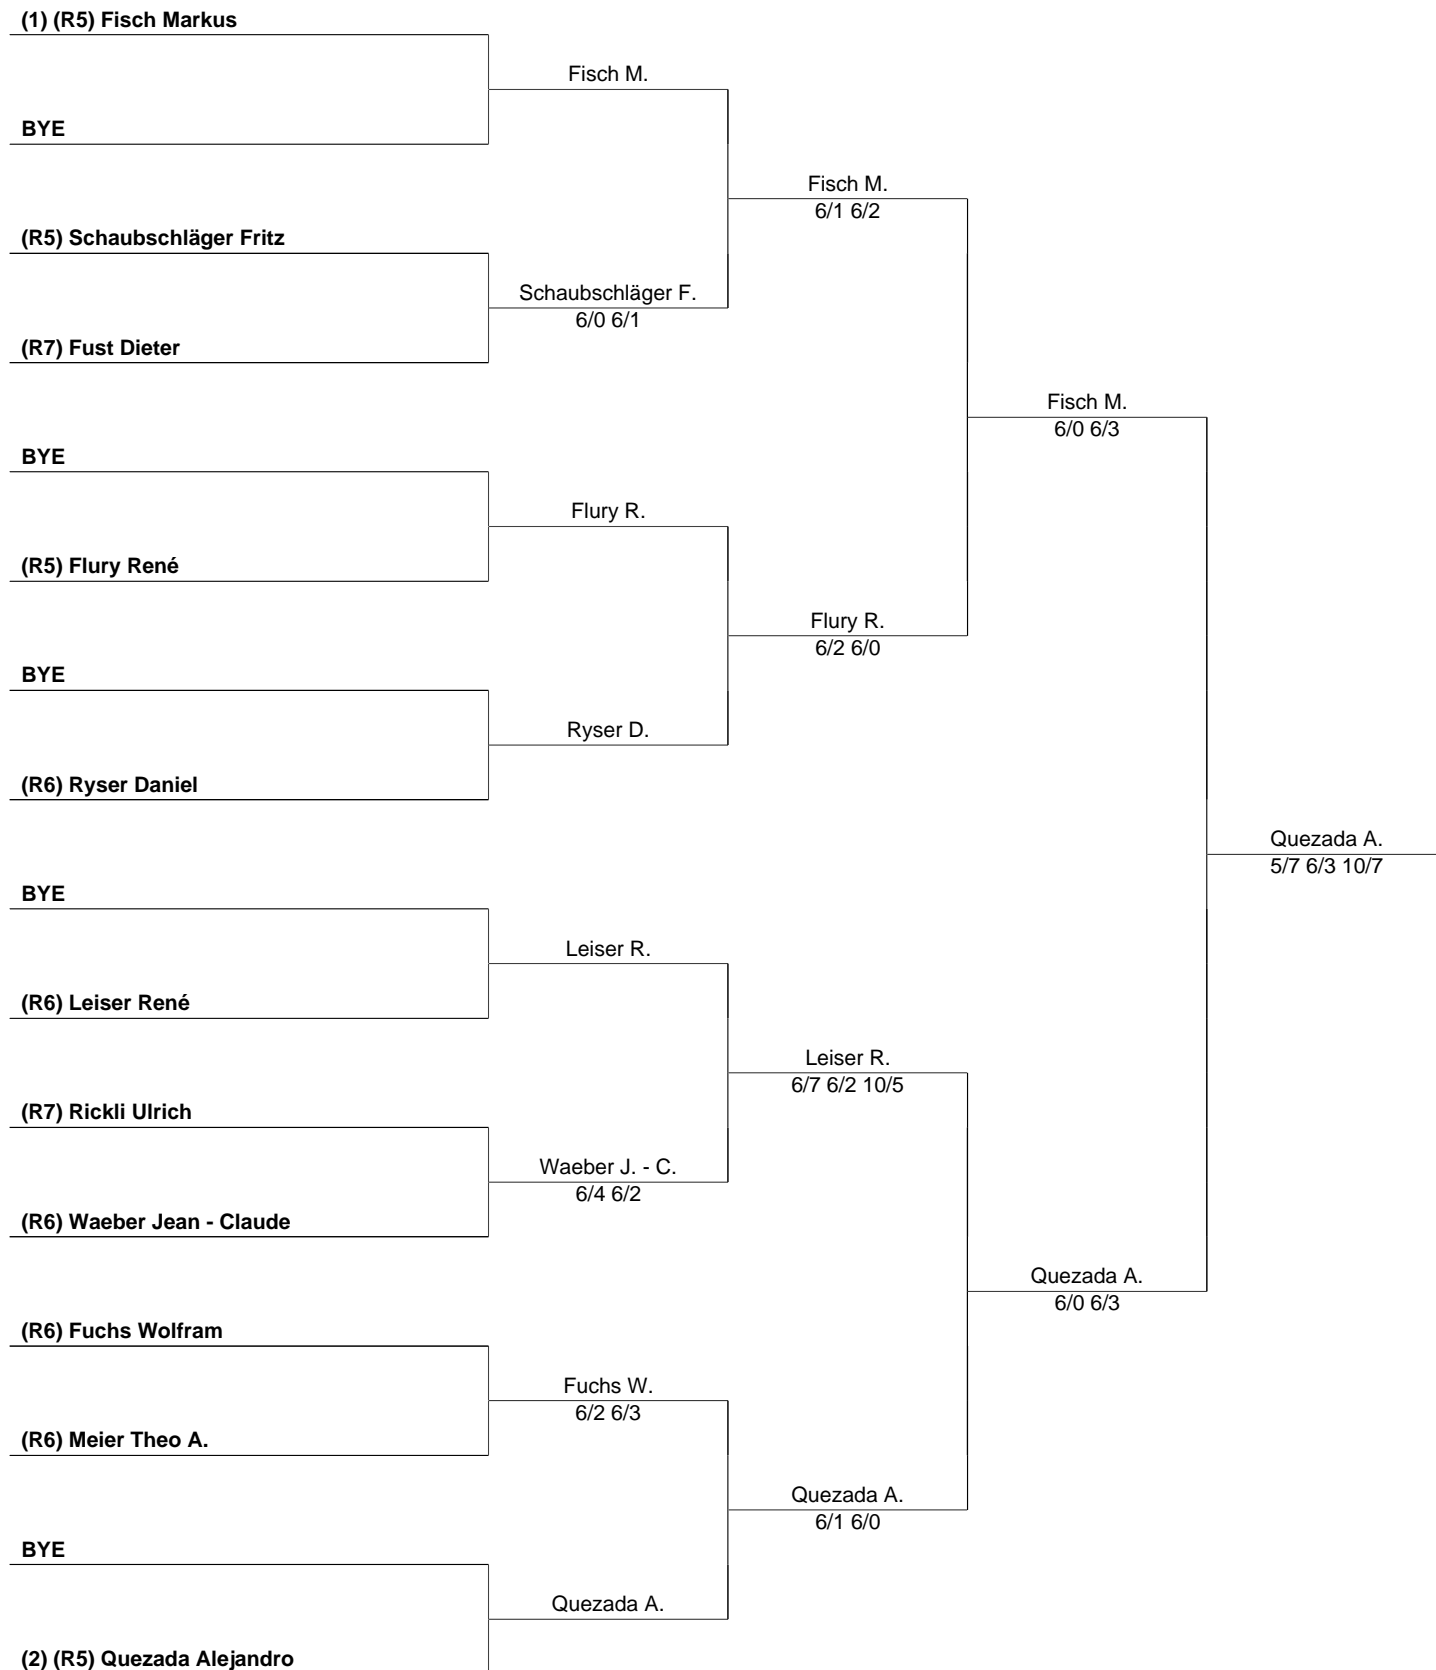 (1) (R5) Fisch Markus
Fisch M.
BYE
Fisch M.
6/1 6/2
(R5) Schaubschläger Fritz
Schaubschläger F.
6/0 6/1
(R7) Fust Dieter
Fisch M.
6/0 6/3
BYE
Flury R.
(R5) Flury René
Flury R.
6/2 6/0
BYE
Ryser D.
(R6) Ryser Daniel
Quezada A.
5/7 6/3 10/7
BYE
Leiser R.
(R6) Leiser René
Leiser R.
6/7 6/2 10/5
(R7) Rickli Ulrich
Waeber J. - C.
6/4 6/2
(R6) Waeber Jean - Claude
Quezada A.
6/0 6/3
(R6) Fuchs Wolfram
Fuchs W.
6/2 6/3
(R6) Meier Theo A.
Quezada A.
6/1 6/0
BYE
Quezada A.
(2) (R5) Quezada Alejandro